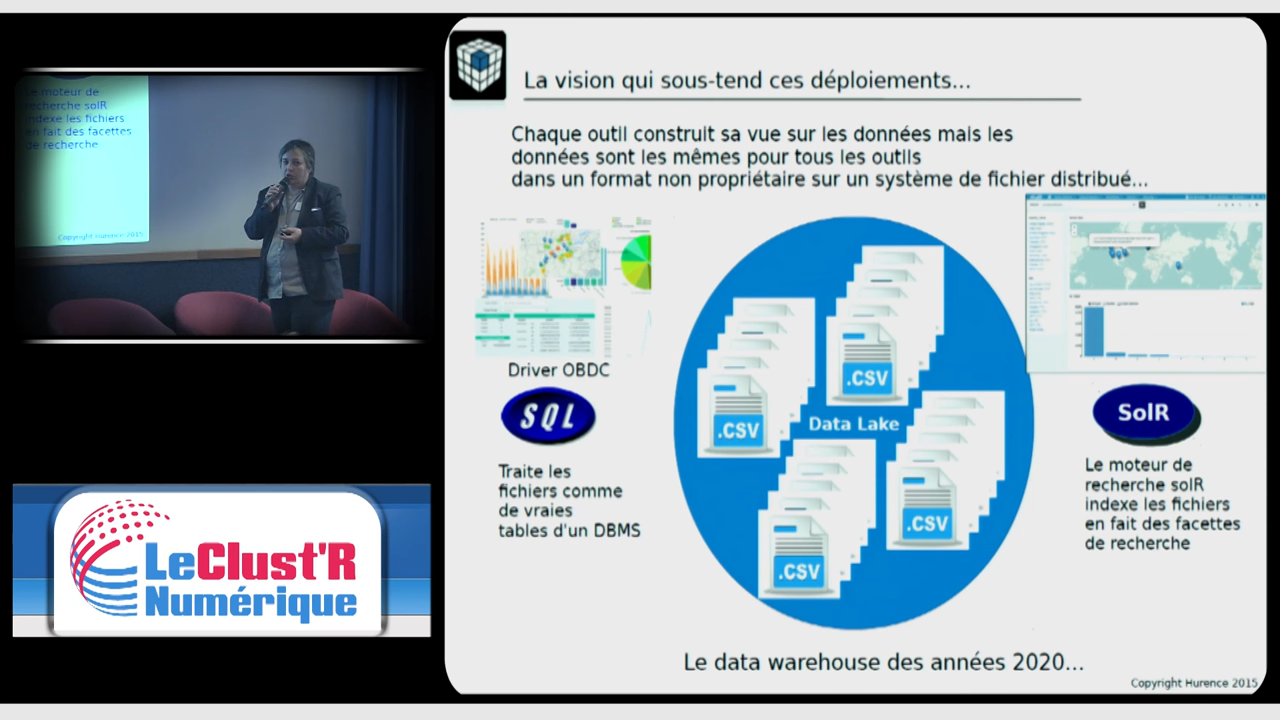 La vision qui sous-tend ces déploiements...
Chaque outil construit sa vue sur les données mais les
données sont les mêmes pour tous les outils
dans un format non propriétaire sur un système de fichier distribué...
Driver OBDC
SQL
Traite les
fichiers comme
de vraies
tables d'un DBMS
.CSV
.CSV
Data Lake
.CSV
.CSV
SolR
Le moteur de
recherche solR
indexe les fichiers
en fait des facettes
de recherche
Le data warehouse des années 2020...
Copyright Hurence 2015
Le moteur de
recherche solR
indexe les fichiers
en fait des facettes
de recherche
Copyright Hurence 2015
LeClust'R
Numérique